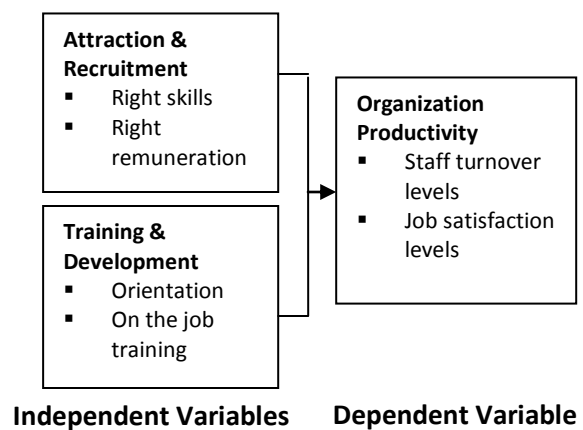 Attraction &
Recruitment
▪ Right skills
▪ Right
remuneration
Training &
Development
▪ Orientation
▪ On the job
training
Organization
Productivity
▪ Staff turnover
levels
▪ Job satisfaction
levels
Independent Variables
Dependent Variable